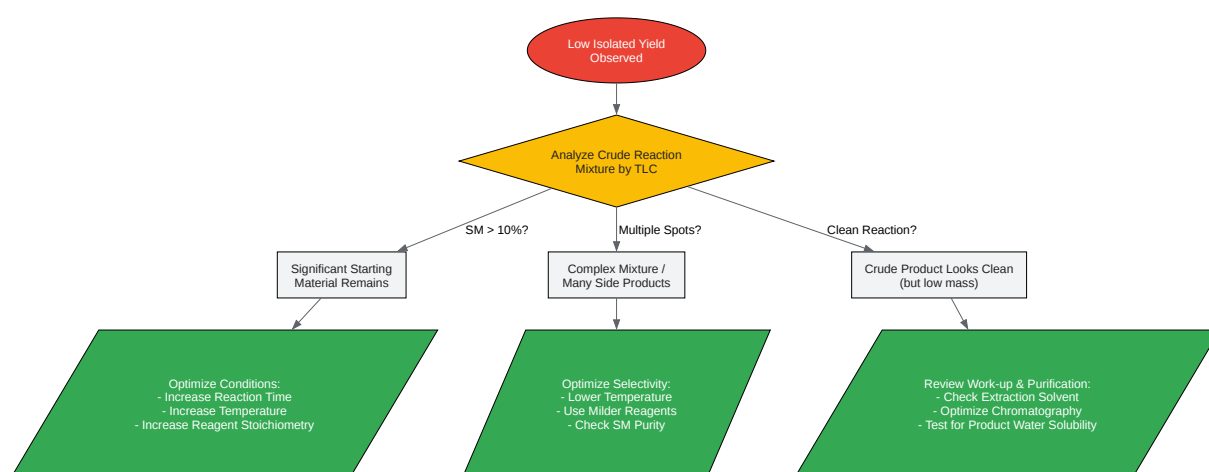 Low Isolated Yield
Observed
Analyze Crude Reaction
Mixture by TLC
SM > 10%?
Multiple Spots?
Clean Reaction?
Significant Starting
Material Remains
Complex Mixture /
Many Side Products
Crude Product Looks Clean
(but low mass)
Optimize Conditions:
- Increase Reaction Time
- Increase Temperature
- Increase Reagent Stoichiometry
Optimize Selectivity:
- Lower Temperature
- Use Milder Reagents
- Check SM Purity
Review Work-up & Purification:
- Check Extraction Solvent
- Optimize Chromatography
- Test for Product Water Solubility